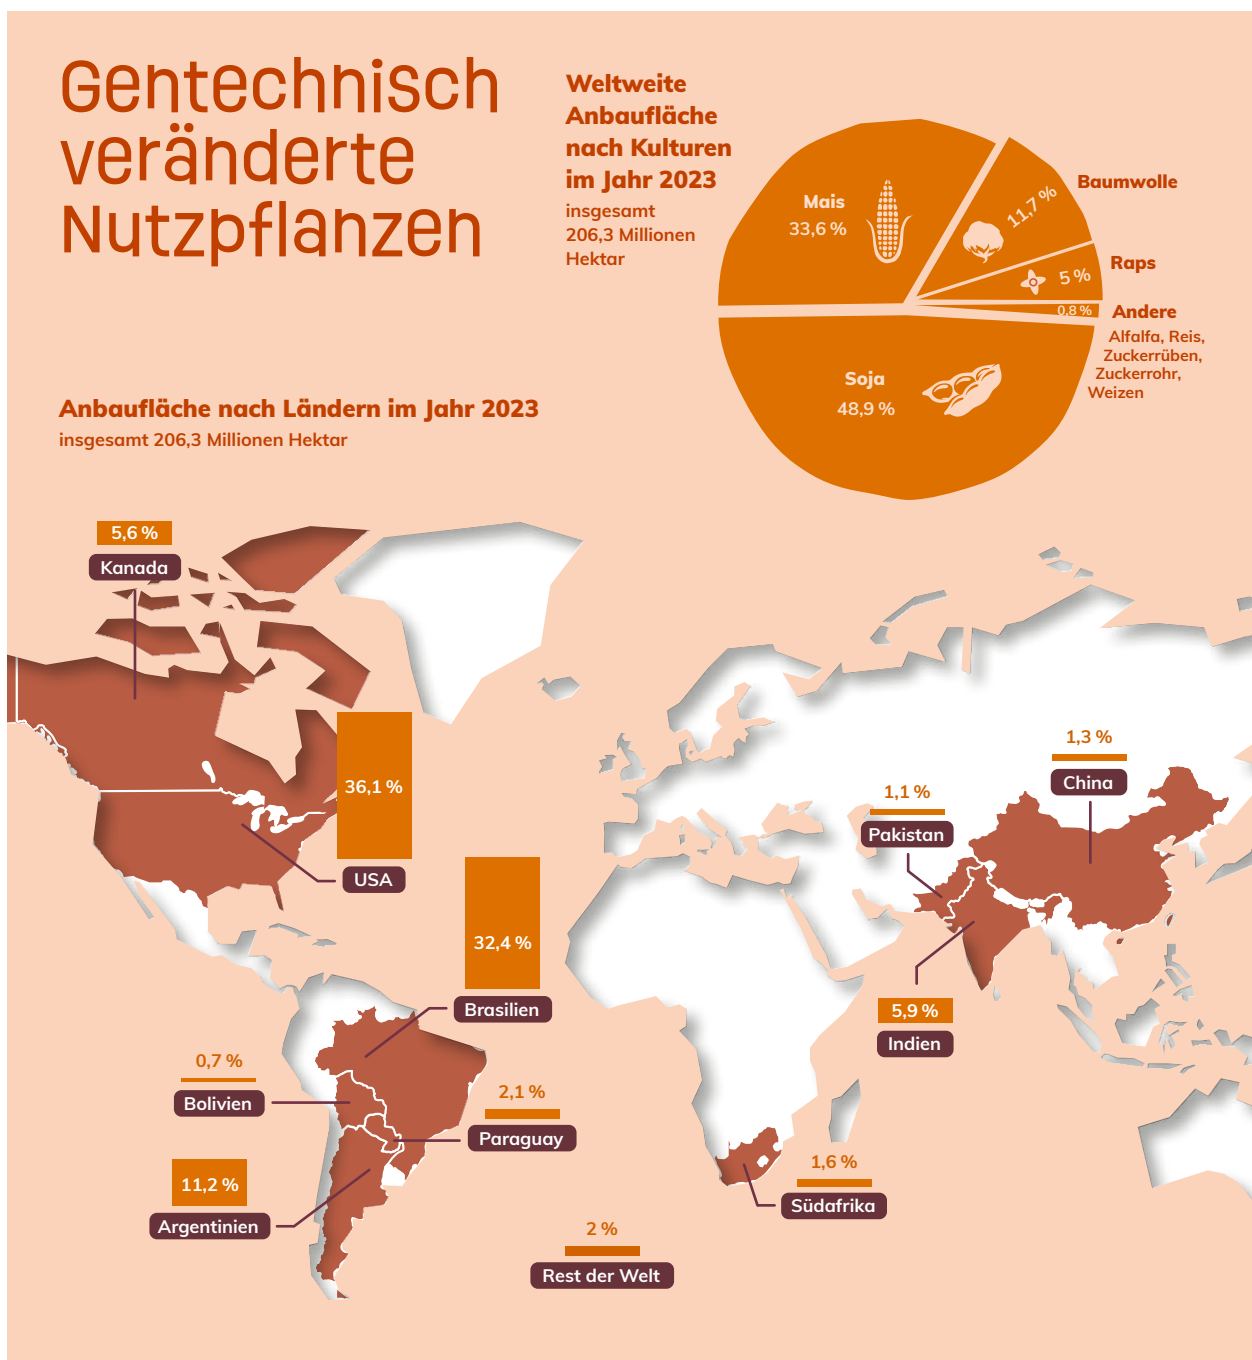 Gentechnisch
veränderte
Nutzpflanzen
Weltweite
Anbaufläche
nach Kulturen
im Jahr 2023
insgesamt
206,3 Millionen
Hektar
Mais
33,6 %
11,7 %
Baumwolle
5 %
Raps
0,8 %
Andere
Alfalfa, Reis,
Zuckerrüben,
Zuckerrohr,
Weizen
Soja
48,9 %
Anbaufläche nach Ländern im Jahr 2023
insgesamt 206,3 Millionen Hektar
5,6 %
Kanada
36,1 %
USA
32,4 %
Brasilien
0,7 %
Bolivien
2,1 %
Paraguay
11,2 %
Argentinien
1,3 %
China
1,1 %
Pakistan
5,9 %
Indien
1,6 %
Südafrika
2 %
Rest der Welt